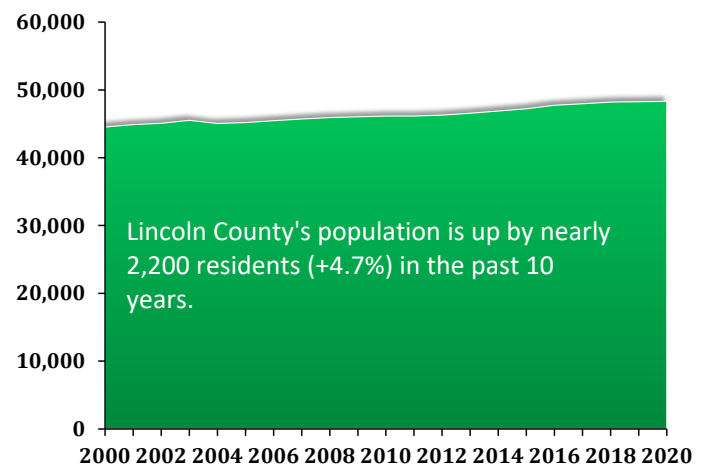 60,000
50,000
40,000
30,000
Lincoln County's population is up by nearly
2,200 residents (+4.7%) in the past 10
years.
20,000
10,000
0
2000 2002 2004 2006 2008 2010 2012 2014 2016 2018 2020